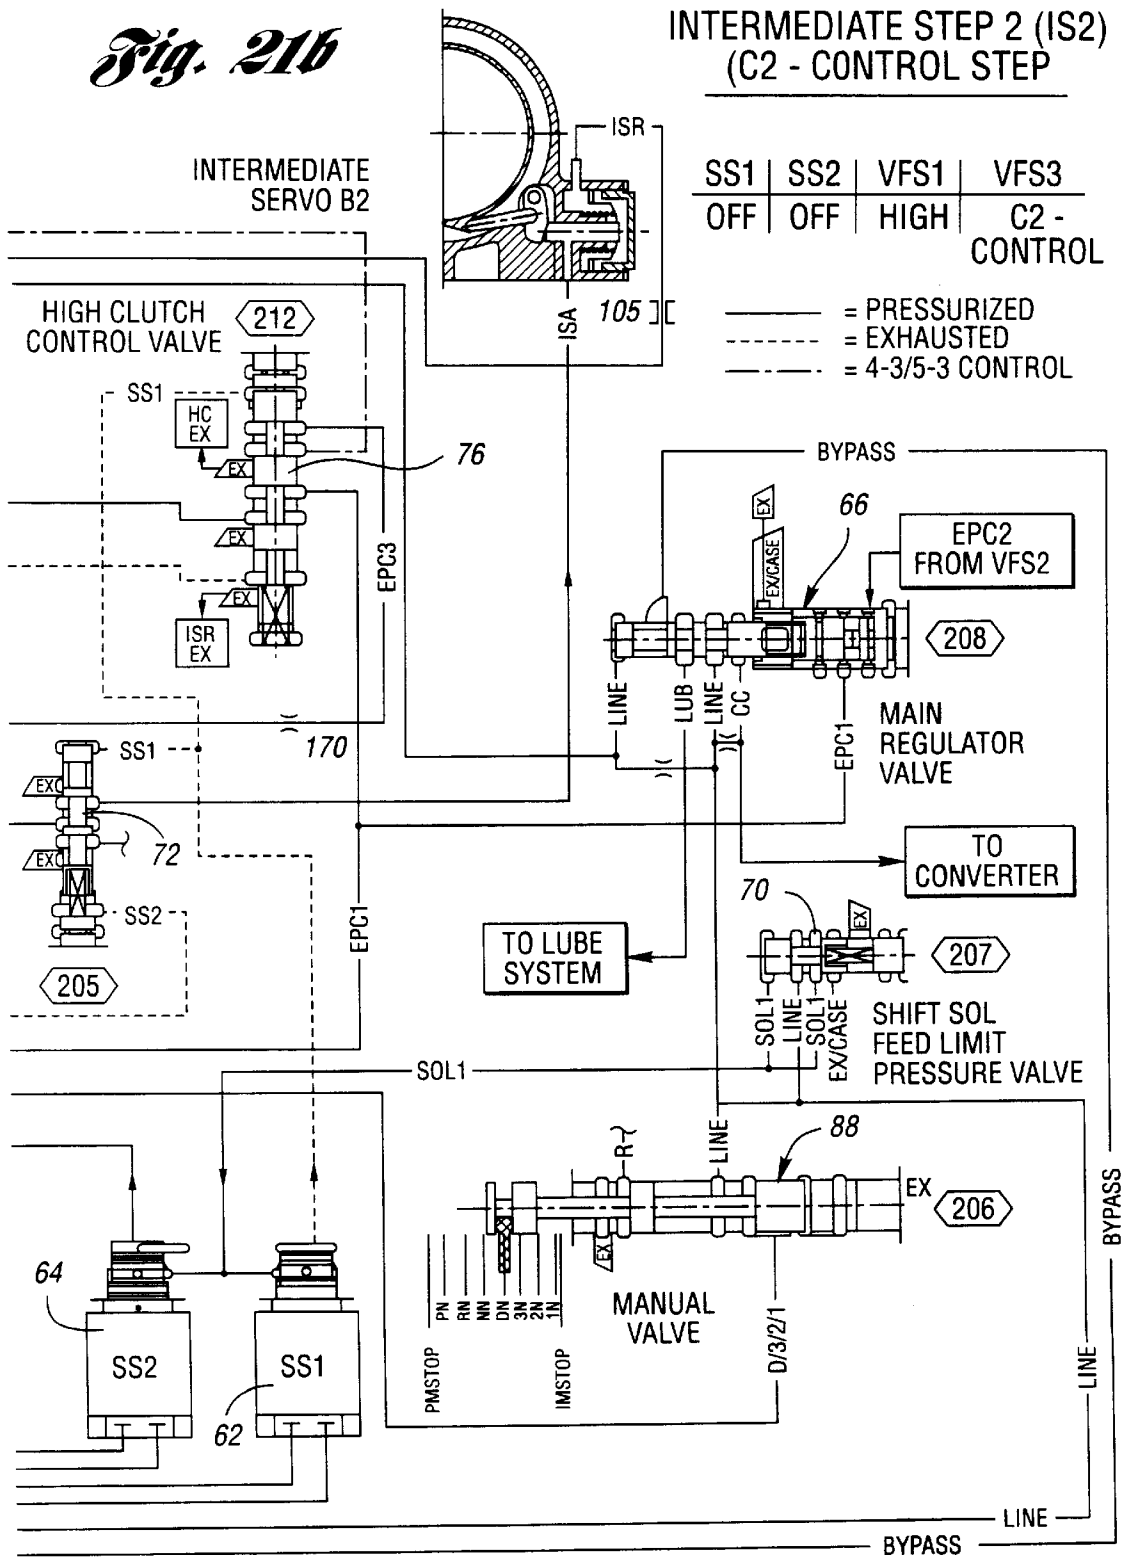 Fig. 21b
INTERMEDIATE STEP 2 (IS2)
(C2 - CONTROL STEP
SS1 | SS2 | VFS1 | VFS3
OFF | OFF | HIGH | C2 -
CONTROL
= PRESSURIZED
= EXHAUSTED
= 4-3/5-3 CONTROL
INTERMEDIATE
SERVO B2
ISR
105
ISA
HIGH CLUTCH
CONTROL VALVE
212
SS1
HC
EX
EX
76
EX
EPC3
EX
ISR
EX
170
BYPASS
EX
EX/CASE
66
EPC2
FROM VFS2
208
LINE
LUB
LINE
CC
EPC1
MAIN
REGULATOR
VALVE
SS1
EX
72
EX
SS2
205
EPC1
TO
CONVERTER
TO LUBE
SYSTEM
70
EX
207
SOL1
LINE
SOL1
EX/CASE
SHIFT SOL
FEED LIMIT
PRESSURE VALVE
SOL1
R
LINE
88
EX
206
EX
PMSTOP
PN
RN
NN
DN
3N
2N
1N
IMSTOP
MANUAL
VALVE
D/3/2/1
64
SS2
SS1
62
BYPASS
LINE
LINE
BYPASS